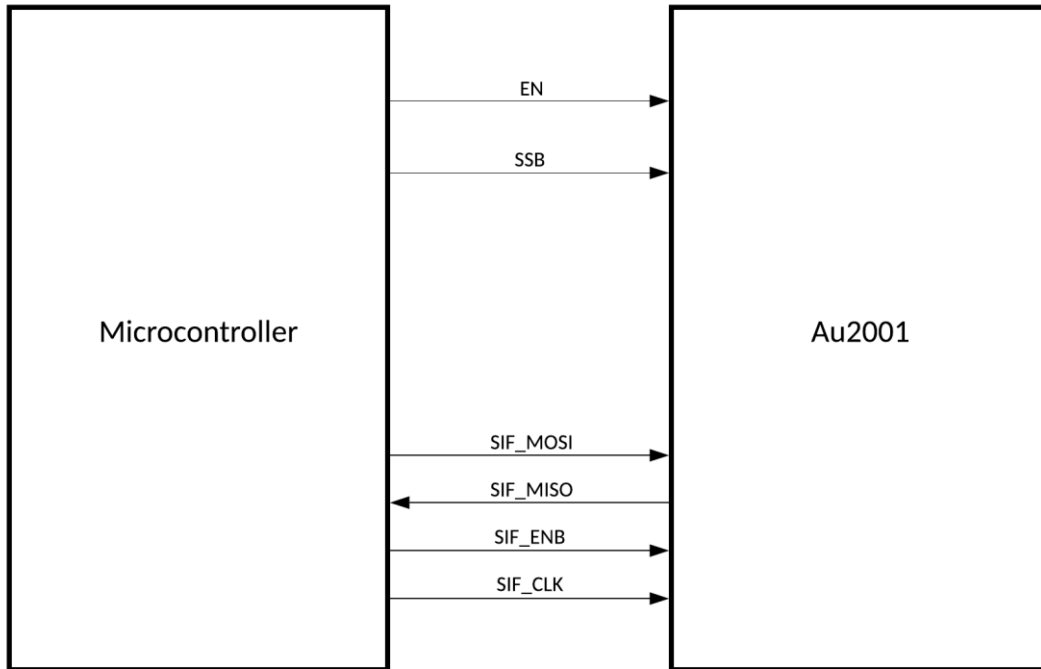 EN
SSB
Microcontroller
Au2001
SIF_MOSI
SIF_MISO
SIF_ENB
SIF_CLK